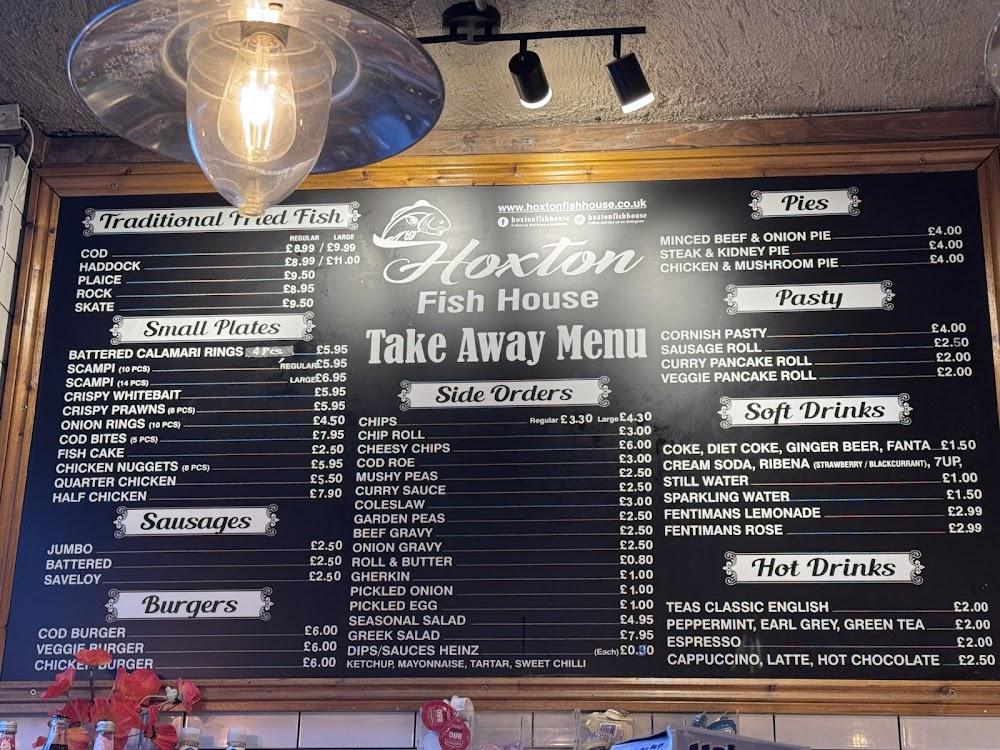 Traditional Fried Fish
REGULAR LARGE
COD £8.99 / £9.99
HADDOCK £8.99 / £11.00
PLAICE £9.50
ROCK £8.95
SKATE £9.50
Small Plates
BATTERED CALAMARI RINGS 4 Pcs £5.95
SCAMPI (10 PCS) REGULAR £5.95
SCAMPI (14 PCS) LARGE £6.95
CRISPY WHITEBAIT £5.95
CRISPY PRAWNS (8 PCS) £5.95
ONION RINGS (10 PCS) £4.50
COD BITES (5 PCS) £7.95
FISH CAKE £2.50
CHICKEN NUGGETS (8 PCS) £5.95
QUARTER CHICKEN £5.50
HALF CHICKEN £7.90
Sausages
JUMBO £2.50
BATTERED £2.50
SAVELOY £2.50
Burgers
COD BURGER £6.00
VEGGIE BURGER £6.00
CHICKEN BURGER £6.00
www.hoxtonfishhouse.co.uk
hoxtonfishhouse hoxtonfishhouse
Hoxton
Fish House
Take Away Menu
Side Orders
CHIPS Regular £3.30 Large £4.30
CHIP ROLL £3.00
CHEESY CHIPS £6.00
COD ROE £3.00
MUSHY PEAS £2.50
CURRY SAUCE £2.50
COLESLAW £3.00
GARDEN PEAS £2.50
BEEF GRAVY £2.50
ONION GRAVY £2.50
ROLL & BUTTER £0.80
GHERKIN £1.00
PICKLED ONION £1.00
PICKLED EGG £1.00
SEASONAL SALAD £4.95
GREEK SALAD £7.95
DIPS/SAUCES HEINZ (Each) £0.30
KETCHUP, MAYONNAISE, TARTAR, SWEET CHILLI
Pies
MINCED BEEF & ONION PIE £4.00
STEAK & KIDNEY PIE £4.00
CHICKEN & MUSHROOM PIE £4.00
Pasty
CORNISH PASTY £4.00
SAUSAGE ROLL £2.50
CURRY PANCAKE ROLL £2.00
VEGGIE PANCAKE ROLL £2.00
Soft Drinks
COKE, DIET COKE, GINGER BEER, FANTA £1.50
CREAM SODA, RIBENA (STRAWBERRY / BLACKCURRANT), 7UP,
STILL WATER £1.00
SPARKLING WATER £1.50
FENTIMANS LEMONADE £2.99
FENTIMANS ROSE £2.99
Hot Drinks
TEAS CLASSIC ENGLISH £2.00
PEPPERMINT, EARL GREY, GREEN TEA £2.00
ESPRESSO £2.00
CAPPUCCINO, LATTE, HOT CHOCOLATE £2.50
BBQ
BBQ